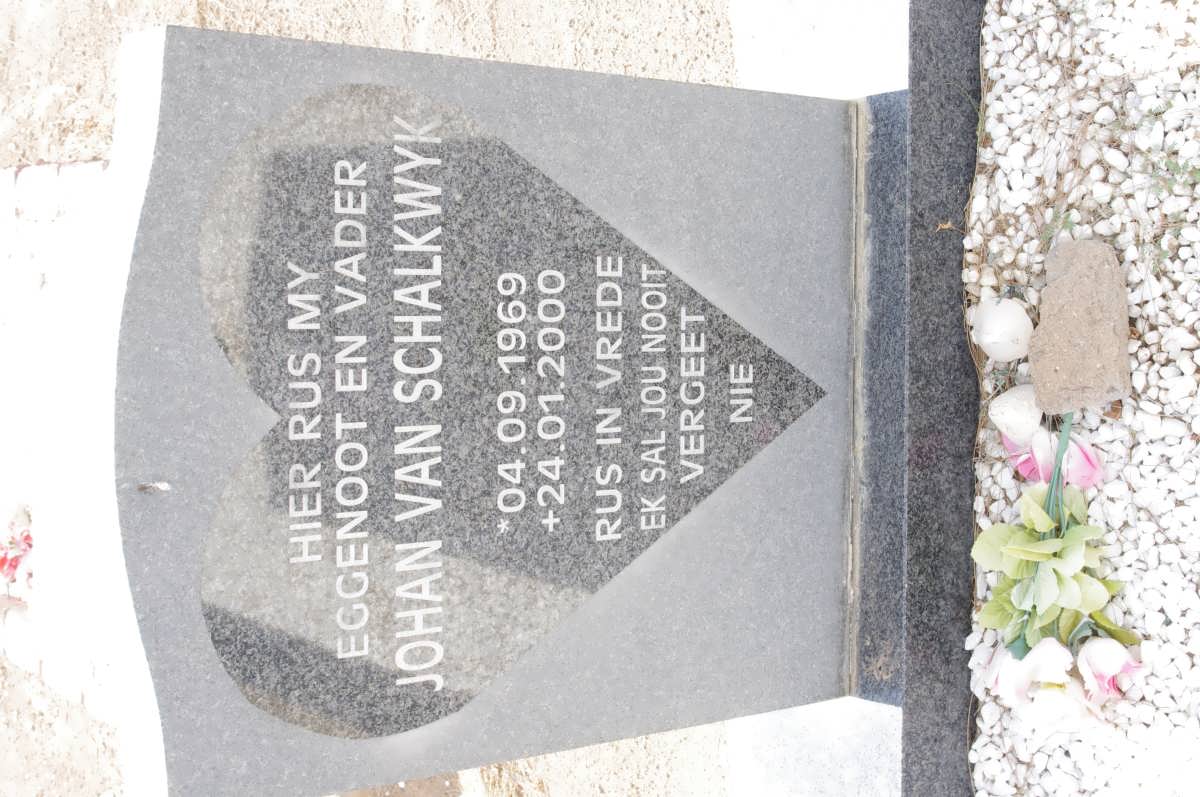 HIER RUS MY
EGGENOOT EN VADER
JOHAN VAN SCHALKWYK
*04.09.1969
+24.01.2000
RUS IN VREDE
EK SAL JOU NOOIT
VERGEET
NIE